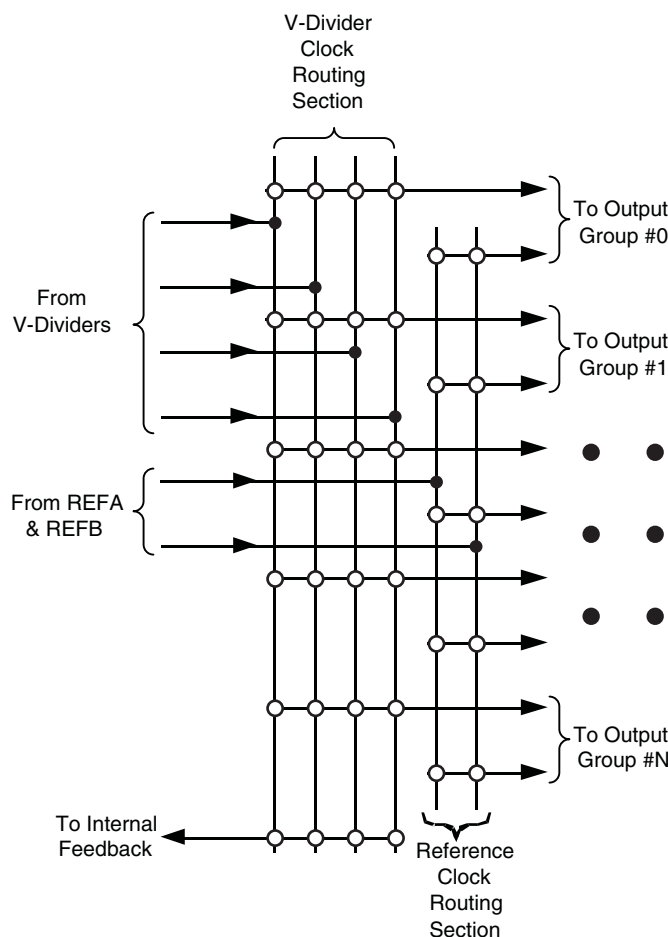 V-Divider
Clock
Routing
Section
To Output
Group #0
From
V-Dividers
To Output
Group #1
From REFA
& REFB
To Output
Group #N
To Internal
Feedback
Reference
Clock
Routing
Section